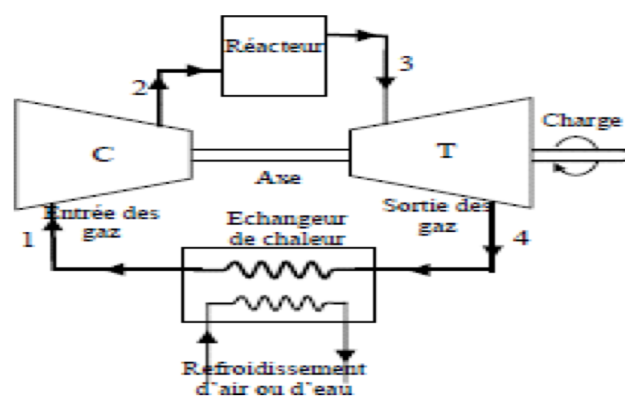 Réacteur
2
3
C
T
Charge
Axe
Entrée des
gaz
1
Sortie des
gaz
4
Echangeur
de chaleur
Refroidissement
d'air ou d'eau